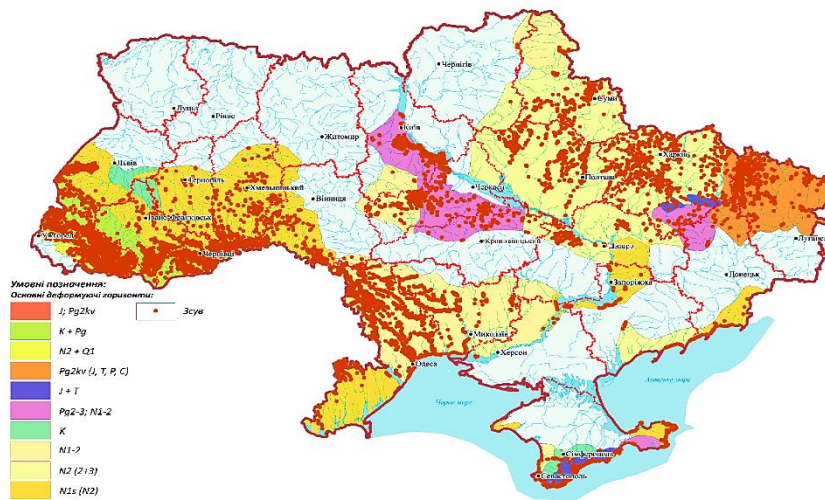 Чернігів
Луцьк
Рівне
Суми
Київ
Житомир
Львів
Харків
Тернопіль
Полтава
Хмельницький
Черкаси
Вінниця
Івано-Франківськ
Ужгород
Кропивницький
Дніпро
Луганськ
Чернівці
Донецьк
Запоріжжя
Умовні позначення:
Основні деформуючі горизонти:
J; Pg2kv
Зсув
K + Pg
Миколаїв
N2 + Q1
Херсон
Одеса
Pg2kv (J, T, P, C)
Азовське море
J + T
Чорне море
Pg2-3; N1-2
K
N1-2
Сімферополь
N2 (2+3)
Севастополь
N1s (N2)